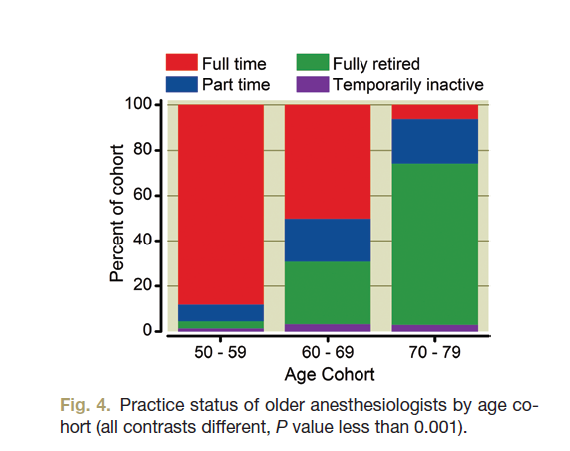 Full time Fully retired
Part time Temporarily inactive
100
80
60
40
20
0
Percent of cohort
50 - 59 60 - 69 70 - 79
Age Cohort
Fig. 4. Practice status of older anesthesiologists by age co-
hort (all contrasts different, P value less than 0.001).